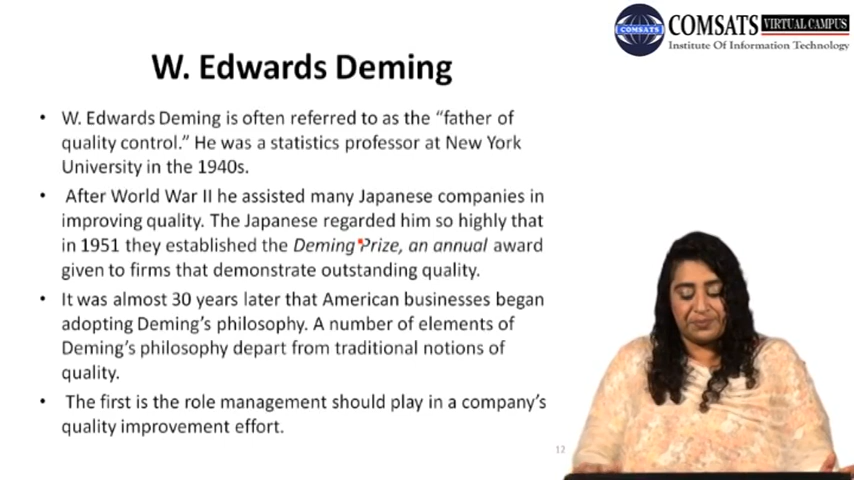 COMSATS
COMSATS VIRTUAL CAMPUS
Institute Of Information Technology
W. Edwards Deming
• W. Edwards Deming is often referred to as the “father of
quality control.” He was a statistics professor at New York
University in the 1940s.
• After World War II he assisted many Japanese companies in
improving quality. The Japanese regarded him so highly that
in 1951 they established the Deming Prize, an annual award
given to firms that demonstrate outstanding quality.
• It was almost 30 years later that American businesses began
adopting Deming’s philosophy. A number of elements of
Deming’s philosophy depart from traditional notions of
quality.
• The first is the role management should play in a company’s
quality improvement effort.
12